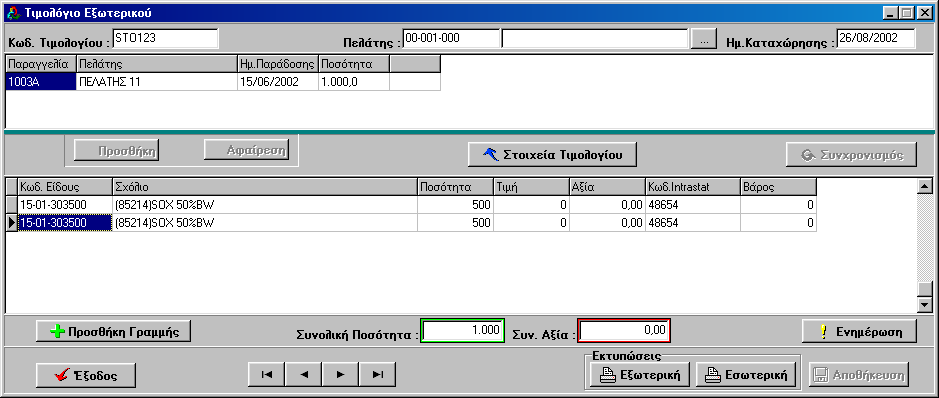 Τιμολόγιο Εξωτερικού
Κωδ. Τιμολογίου : STO123 Πελάτης : 00-001-000 ... Ημ.Καταχώρησης : 26/08/2002
Παραγγελία Πελάτης Ημ.Παράδοσης Ποσότητα
1003A ΠΕΛΑΤΗΣ 11 15/06/2002 1.000,0
Προσθήκη Αφαίρεση Στοιχεία Τιμολογίου Συγχρονισμός
Κωδ. Είδους Σχόλιο Ποσότητα Τιμή Αξία Κωδ.Intrastat Βάρος
15-01-303500 (85214)SOX 50%BW 500 0 0,00 48654 0
15-01-303500 (85214)SOX 50%BW 500 0 0,00 48654 0
Προσθήκη Γραμμής Συνολική Ποσότητα : 1.000 Συν. Αξία : 0,00 Ενημέρωση
Εκτυπώσεις
Έξοδος Εξωτερική Εσωτερική Αποθήκευση